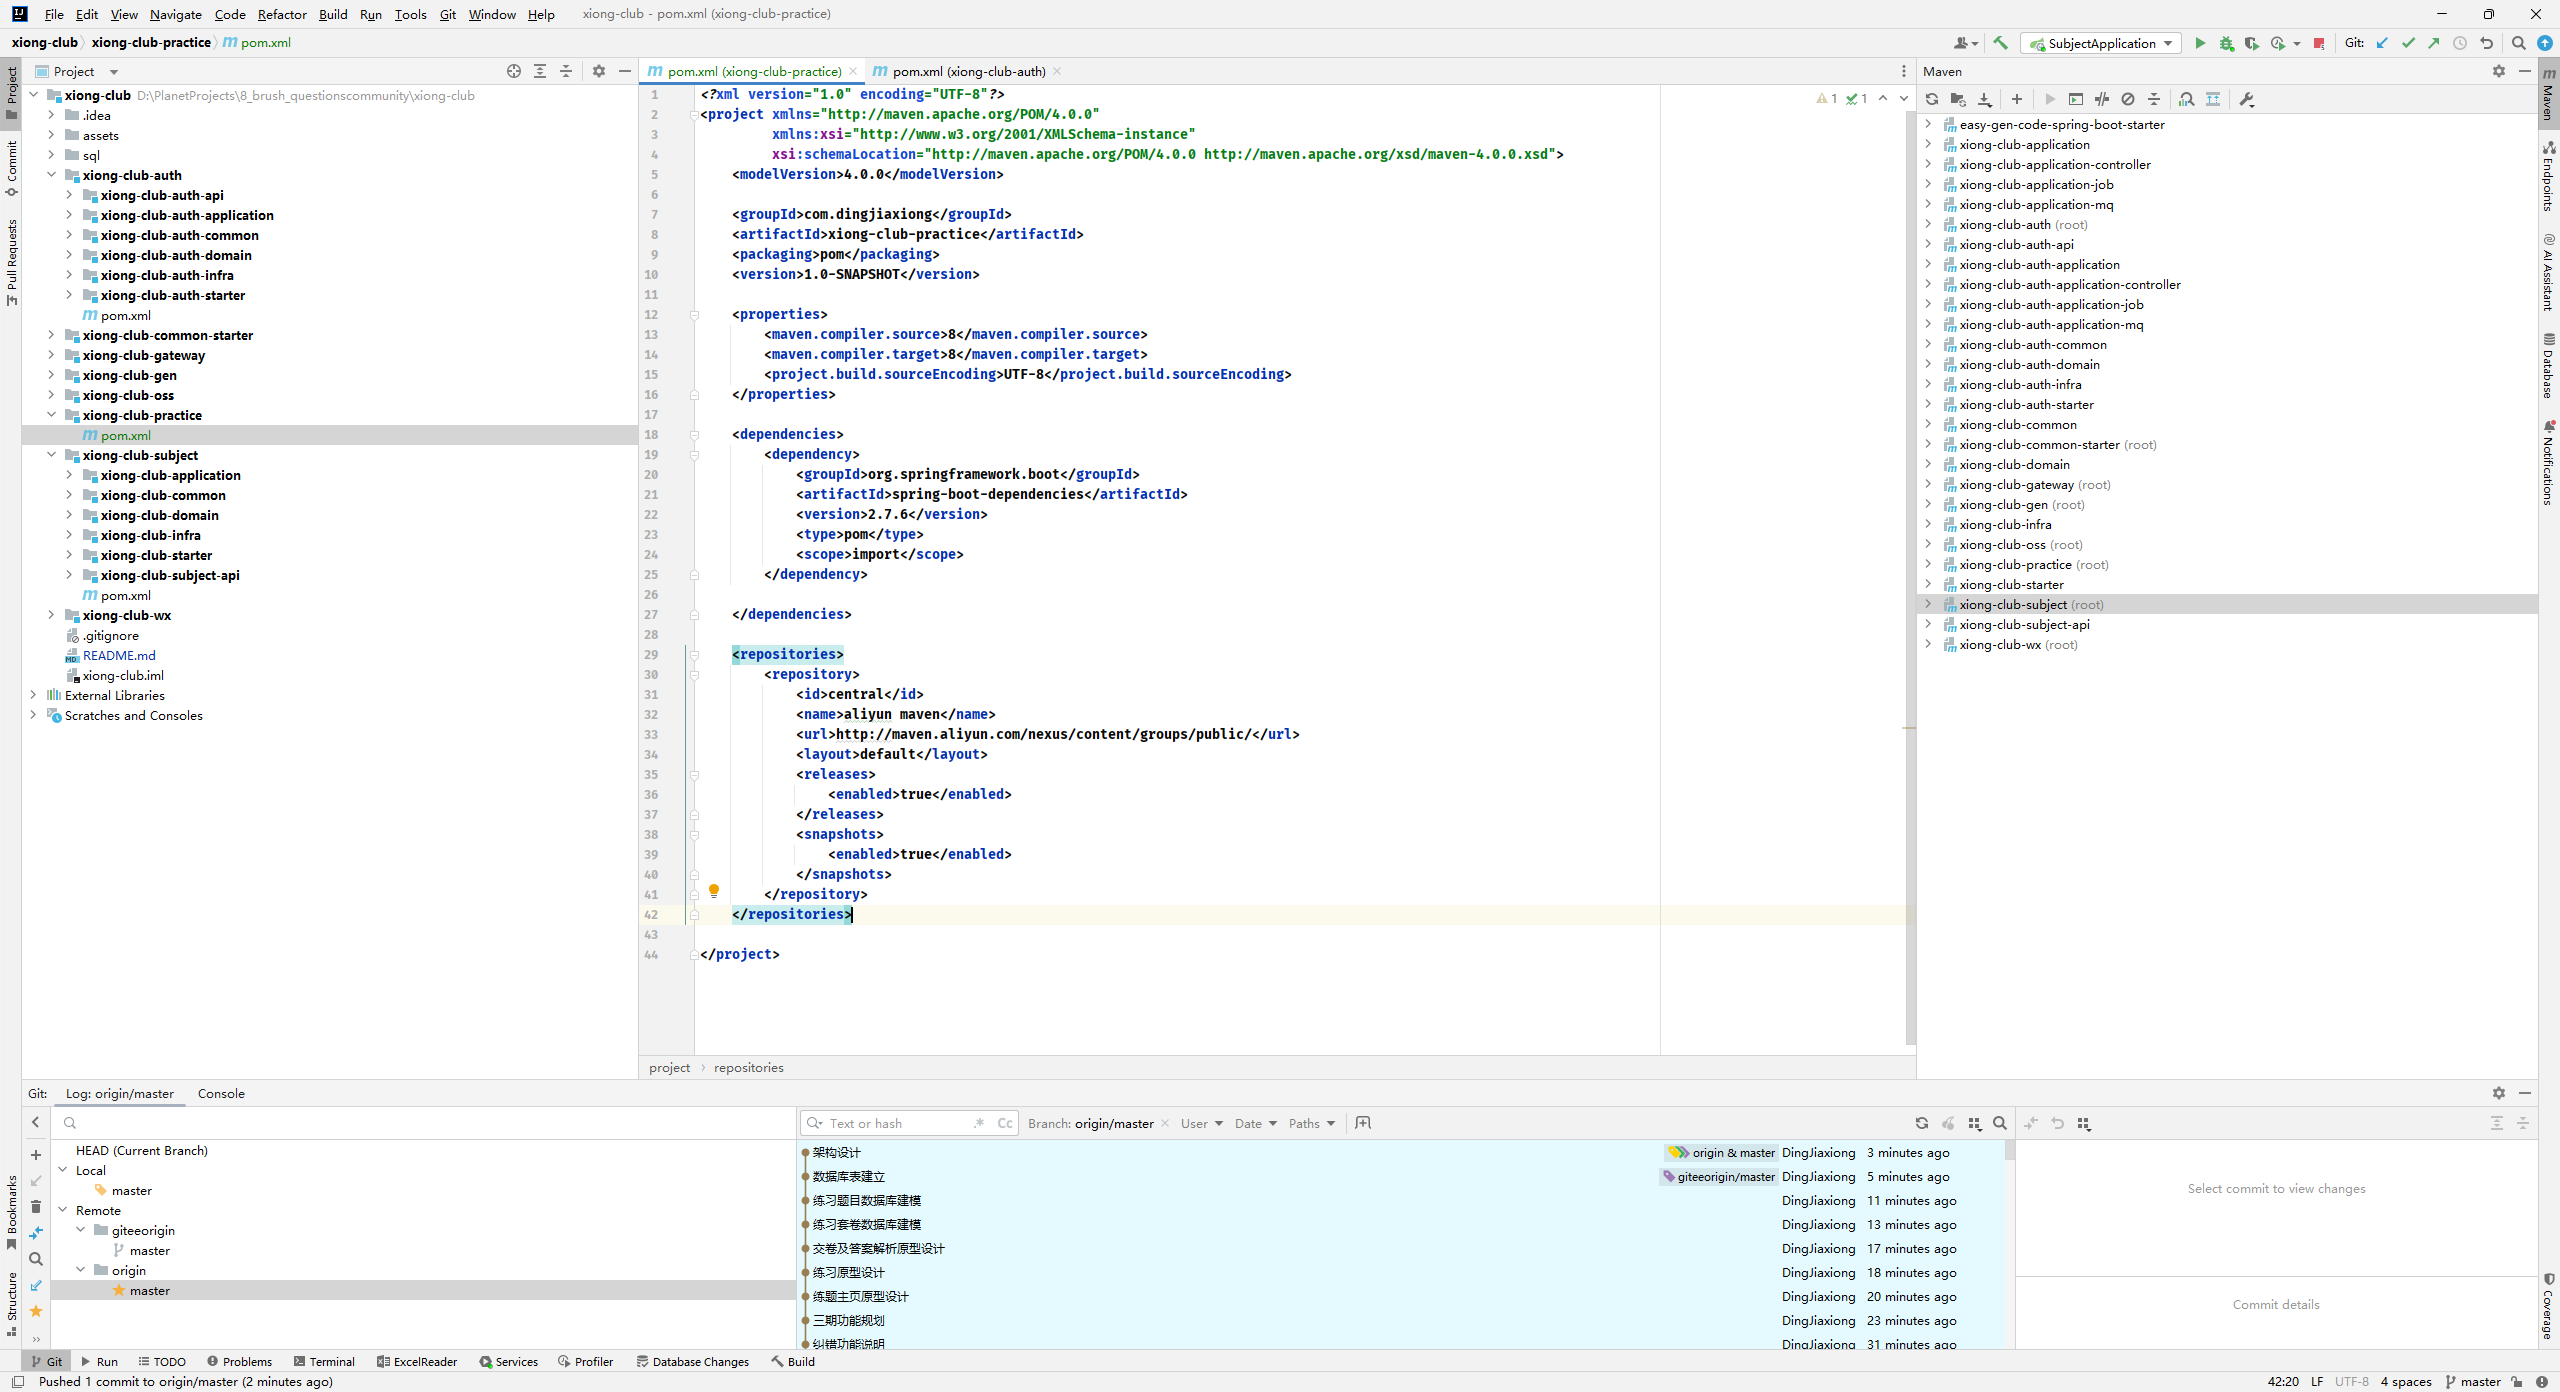 File Edit View Navigate Code Refactor Build Run Tools Git Window Help xiong-club - pom.xml (xiong-club-practice)
xiong-club xiong-club-practice pom.xml
SubjectApplication Git:
Project
xiong-club D:\PlanetProjects\8_brush_questionscommunity\xiong-club
.idea
assets
sql
xiong-club-auth
xiong-club-auth-api
xiong-club-auth-application
xiong-club-auth-common
xiong-club-auth-domain
xiong-club-auth-infra
xiong-club-auth-starter
pom.xml
xiong-club-common-starter
xiong-club-gateway
xiong-club-gen
xiong-club-oss
xiong-club-practice
pom.xml
xiong-club-subject
xiong-club-application
xiong-club-common
xiong-club-domain
xiong-club-infra
xiong-club-starter
xiong-club-subject-api
pom.xml
xiong-club-wx
.gitignore
README.md
xiong-club.iml
External Libraries
Scratches and Consoles
Project
Commit
Pull Requests
Bookmarks
Structure
pom.xml (xiong-club-practice) pom.xml (xiong-club-auth)
1 1
1 <?xml version="1.0" encoding="UTF-8"?>
2 <project xmlns="http://maven.apache.org/POM/4.0.0"
3 xmlns:xsi="http://www.w3.org/2001/XMLSchema-instance"
4 xsi:schemaLocation="http://maven.apache.org/POM/4.0.0 http://maven.apache.org/xsd/maven-4.0.0.xsd">
5 <modelVersion>4.0.0</modelVersion>
6
7 <groupId>com.dingjiaxiong</groupId>
8 <artifactId>xiong-club-practice</artifactId>
9 <packaging>pom</packaging>
10 <version>1.0-SNAPSHOT</version>
11
12 <properties>
13 <maven.compiler.source>8</maven.compiler.source>
14 <maven.compiler.target>8</maven.compiler.target>
15 <project.build.sourceEncoding>UTF-8</project.build.sourceEncoding>
16 </properties>
17
18 <dependencies>
19 <dependency>
20 <groupId>org.springframework.boot</groupId>
21 <artifactId>spring-boot-dependencies</artifactId>
22 <version>2.7.6</version>
23 <type>pom</type>
24 <scope>import</scope>
25 </dependency>
26
27 </dependencies>
28
29 <repositories>
30 <repository>
31 <id>central</id>
32 <name>aliyun maven</name>
33 <url>http://maven.aliyun.com/nexus/content/groups/public/</url>
34 <layout>default</layout>
35 <releases>
36 <enabled>true</enabled>
37 </releases>
38 <snapshots>
39 <enabled>true</enabled>
40 </snapshots>
41 </repository>
42 </repositories>
43
44 </project>
project repositories
Maven
easy-gen-code-spring-boot-starter
xiong-club-application
xiong-club-application-controller
xiong-club-application-job
xiong-club-application-mq
xiong-club-auth (root)
xiong-club-auth-api
xiong-club-auth-application
xiong-club-auth-application-controller
xiong-club-auth-application-job
xiong-club-auth-application-mq
xiong-club-auth-common
xiong-club-auth-domain
xiong-club-auth-infra
xiong-club-auth-starter
xiong-club-common
xiong-club-common-starter (root)
xiong-club-domain
xiong-club-gateway (root)
xiong-club-gen (root)
xiong-club-infra
xiong-club-oss (root)
xiong-club-practice (root)
xiong-club-starter
xiong-club-subject (root)
xiong-club-subject-api
xiong-club-wx (root)
Maven
Endpoints
AI Assistant
Database
Notifications
Coverage
Git: Log: origin/master Console
HEAD (Current Branch)
Local
master
Remote
giteeorigin
master
origin
master
Text or hash .* Cc Branch: origin/master User Date Paths
架构设计 origin & master DingJiaxiong 3 minutes ago
数据库表建立 giteeorigin/master DingJiaxiong 5 minutes ago
练习题目数据库建模 DingJiaxiong 11 minutes ago
练习套卷数据库建模 DingJiaxiong 13 minutes ago
交卷及答案解析原型设计 DingJiaxiong 17 minutes ago
练习原型设计 DingJiaxiong 18 minutes ago
练题主页原型设计 DingJiaxiong 20 minutes ago
三期功能规划 DingJiaxiong 23 minutes ago
纠错功能说明 DingJiaxiong 31 minutes ago
Select commit to view changes
Commit details
Git Run TODO Problems Terminal ExcelReader Services Profiler Database Changes Build
Pushed 1 commit to origin/master (2 minutes ago) 42:20 LF UTF-8 4 spaces master